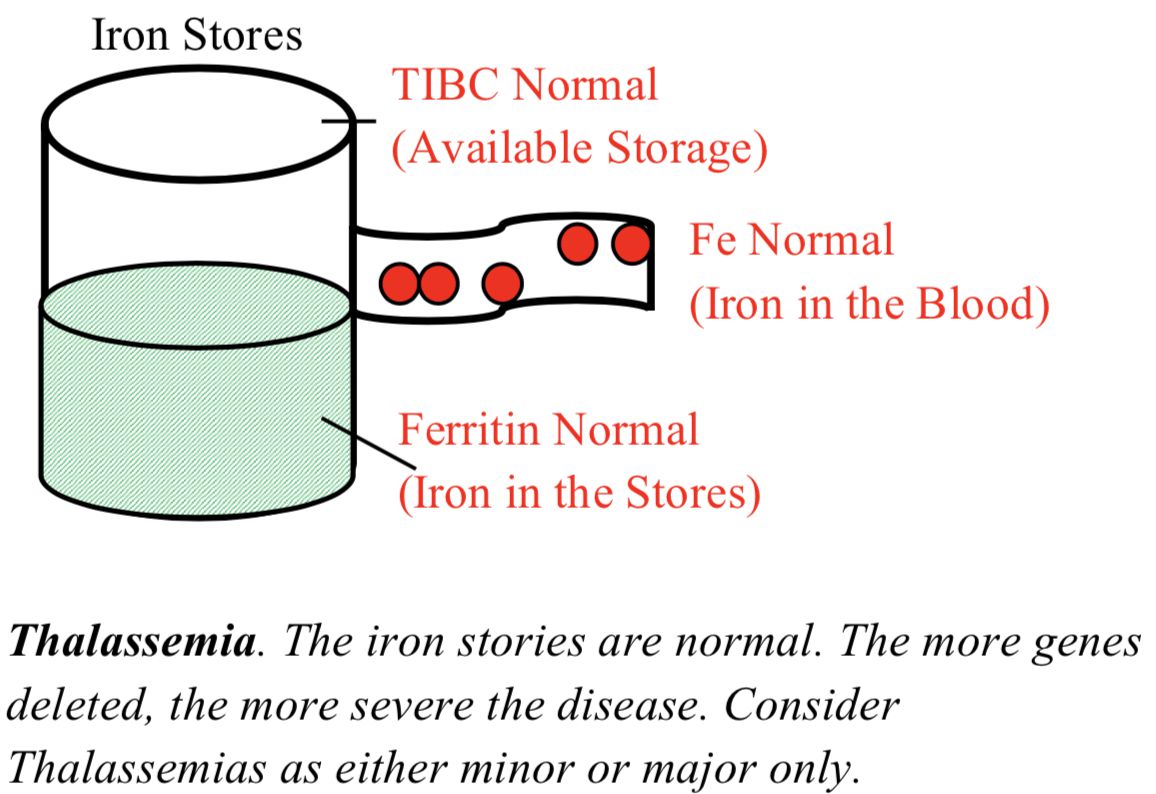 Iron Stores
TIBC Normal
(Available Storage)
Fe Normal
(Iron in the Blood)
Ferritin Normal
(Iron in the Stores)
Thalassemia. The iron stories are normal. The more genes
deleted, the more severe the disease. Consider
Thalassemias as either minor or major only.